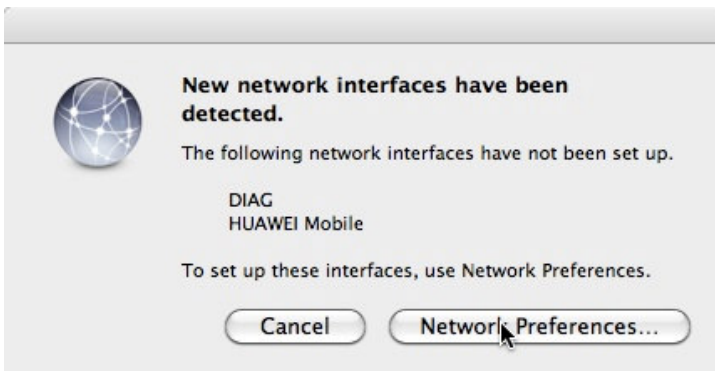 New network interfaces have been
detected.
The following network interfaces have not been set up.
DIAG
HUAWEI Mobile
To set up these interfaces, use Network Preferences.
Cancel
Network Preferences...